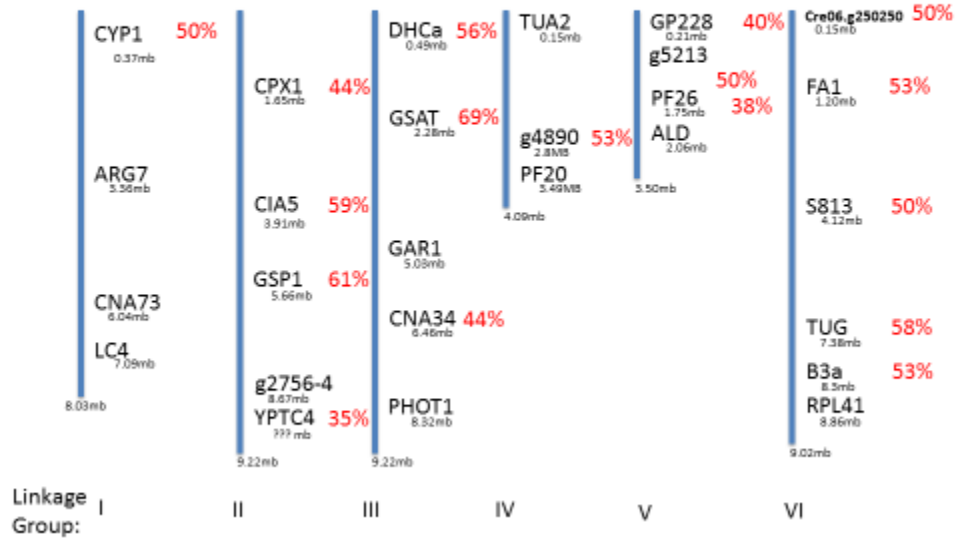 CYP1 50%
0.37mb
ARG7
3.36mb
CNA73
6.04mb
LC4
7.09mb
8.03mb
CPX1 44%
1.65mb
CIA5 59%
3.91mb
GSP1 61%
5.66mb
g2756-4
8.67mb
YPTC4 35%
??? mb
9.22mb
DHCa 56%
0.49mb
GSAT 69%
2.28mb
GAR1
5.03mb
CNA34 44%
6.46mb
PHOT1
8.32mb
9.22mb
TUA2
0.15mb
g4890 53%
2.8MB
PF20
3.49MB
4.09mb
GP228 40%
0.21mb
g5213
50%
PF26 38%
1.75mb
ALD
2.06mb
3.50mb
Cre06.g250250 50%
0.15mb
FA1 53%
1.20mb
S813 50%
4.12mb
TUG 58%
7.38mb
B3a 53%
8.5mb
RPL41
8.86mb
9.02mb
Linkage
Group: I II III IV V VI